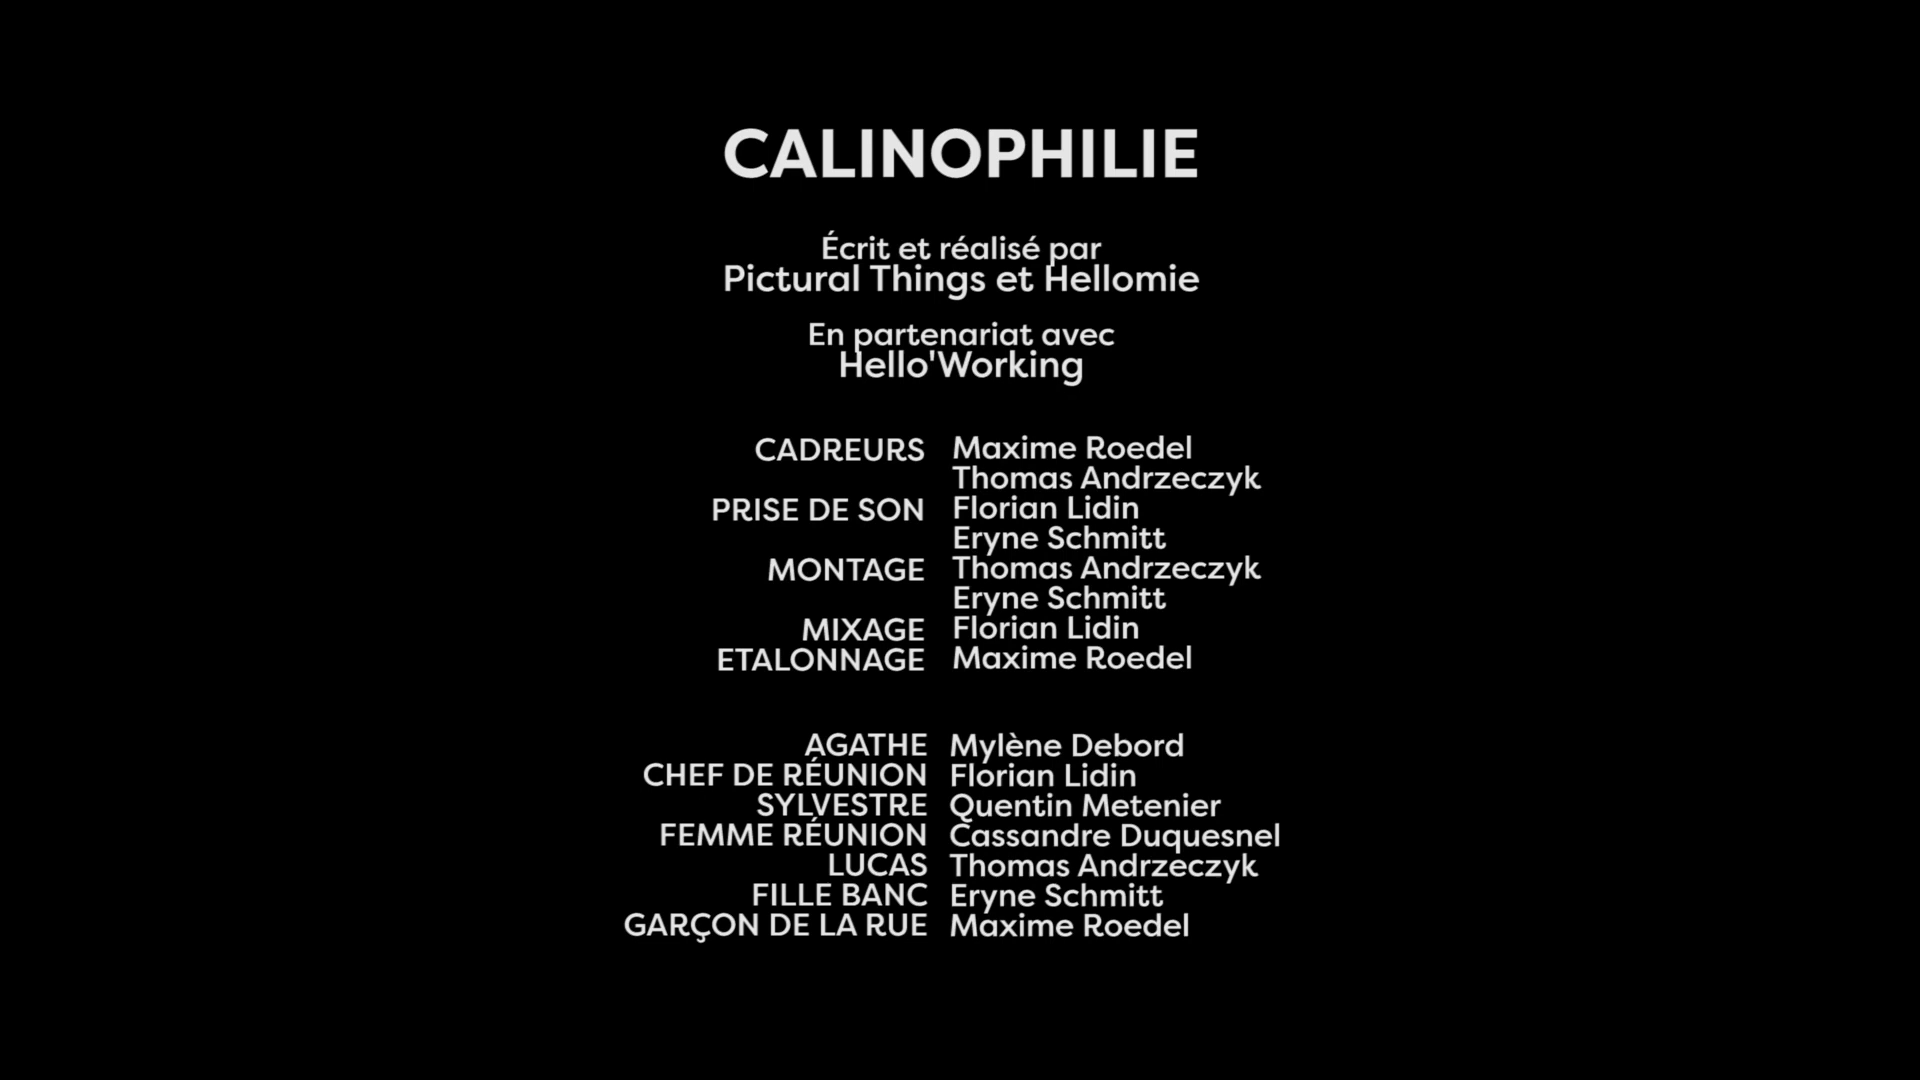 CALINOPHILIE
Écrit et réalisé par
Pictural Things et Hellomie
En partenariat avec
Hello'Working
CADREURS Maxime Roedel
Thomas Andrzeczyk
PRISE DE SON Florian Lidin
Eryne Schmitt
MONTAGE Thomas Andrzeczyk
Eryne Schmitt
MIXAGE Florian Lidin
ETALONNAGE Maxime Roedel
AGATHE Mylène Debord
CHEF DE RÉUNION Florian Lidin
SYLVESTRE Quentin Metenier
FEMME RÉUNION Cassandre Duquesnel
LUCAS Thomas Andrzeczyk
FILLE BANC Eryne Schmitt
GARÇON DE LA RUE Maxime Roedel